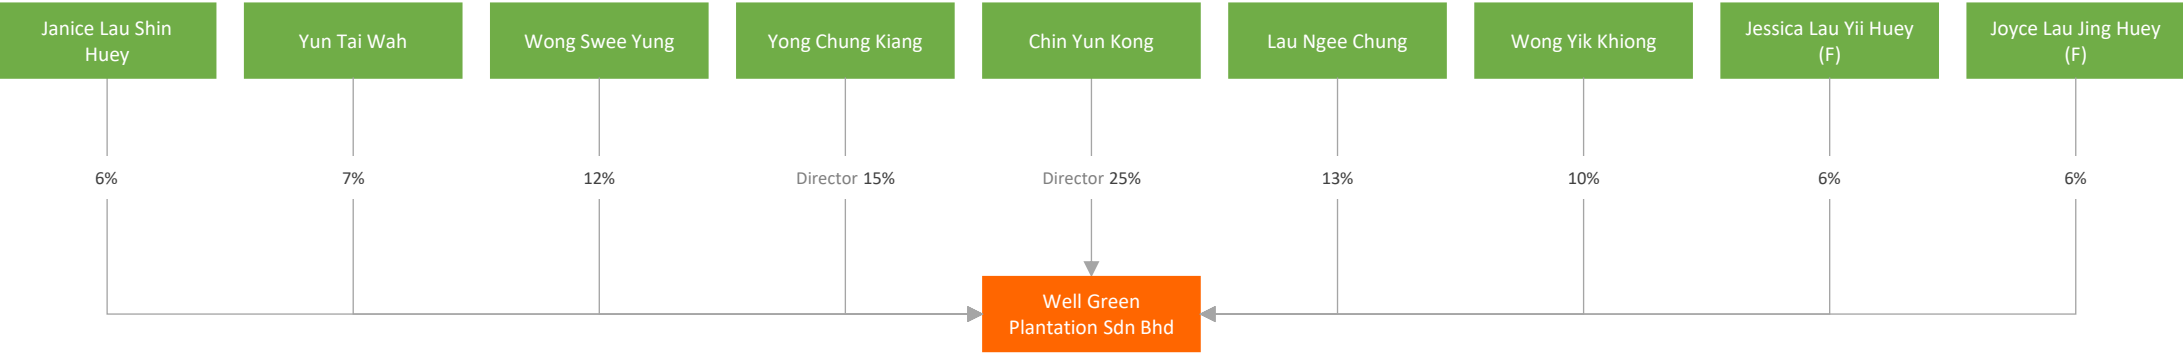 Janice Lau Shin
Huey
Yun Tai Wah
Wong Swee Yung
Yong Chung Kiang
Chin Yun Kong
Lau Ngee Chung
Wong Yik Khiong
Jessica Lau Yii Huey
(F)
Joyce Lau Jing Huey
(F)
6%
7%
12%
Director 15%
Director 25%
13%
10%
6%
6%
Well Green
Plantation Sdn Bhd